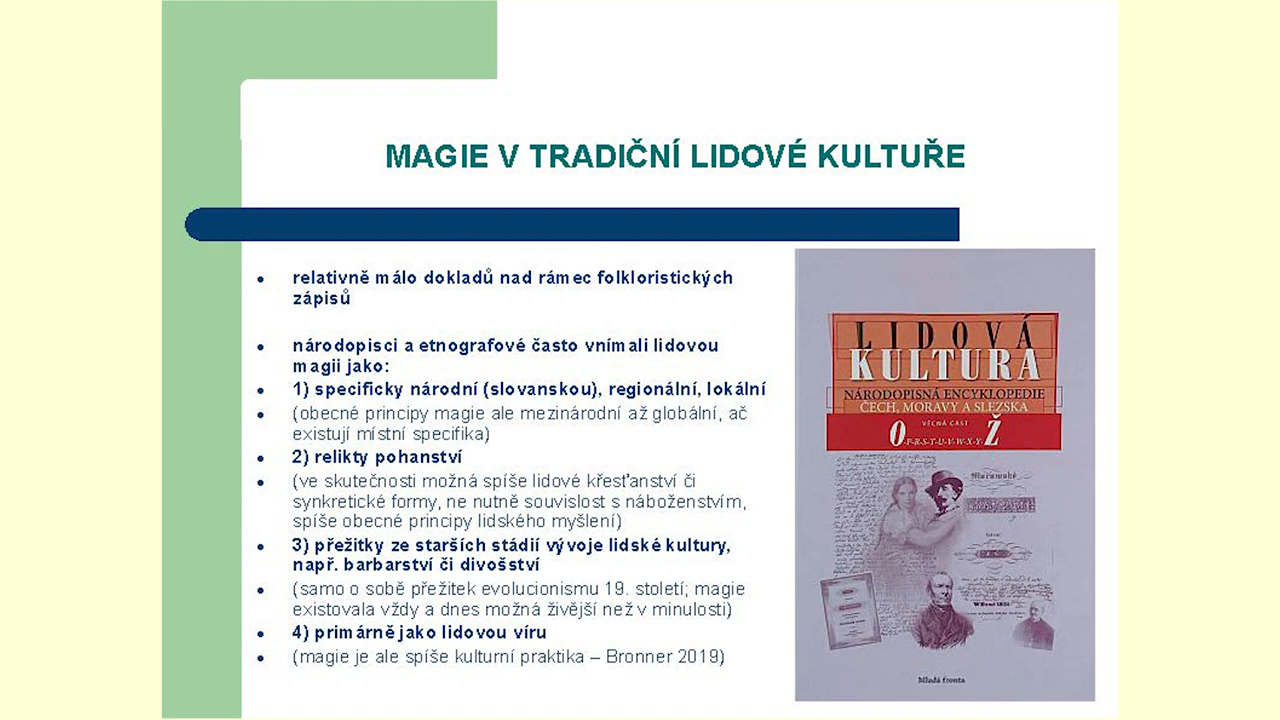 MAGIE V TRADIČNÍ LIDOVÉ KULTUŘE
relativně málo dokladů nad rámec folkloristických
zápisů
národopisci a etnografové často vnímali lidovou
magii jako:
1) specificky národní (slovanskou), regionální, lokální
(obecné principy magie ale mezinárodní až globální, ač
existují místní specifika)
2) relikty pohanství
(ve skutečnosti možná spíše lidové křesťanství či
synkretické formy, ne nutně souvislost s náboženstvím,
spíše obecné principy lidského myšlení)
3) přežitky ze starších stádií vývoje lidské kultury,
např. barbarství či divošství
(samo o sobě přežitek evolucionismu 19. století; magie
existovala vždy a dnes možná živější než v minulosti)
4) primárně jako lidovou víru
(magie je ale spíše kulturní praktika – Bronner 2019)
LIDOVÁ
KULTURA
NÁRODOPISNÁ ENCYKLOPEDIE
ČECH, MORAVY A SLEZSKA
VĚCNÁ ČÁST
O-P-R-S-T-U-V-W-X-Y-Ž
Mladá fronta